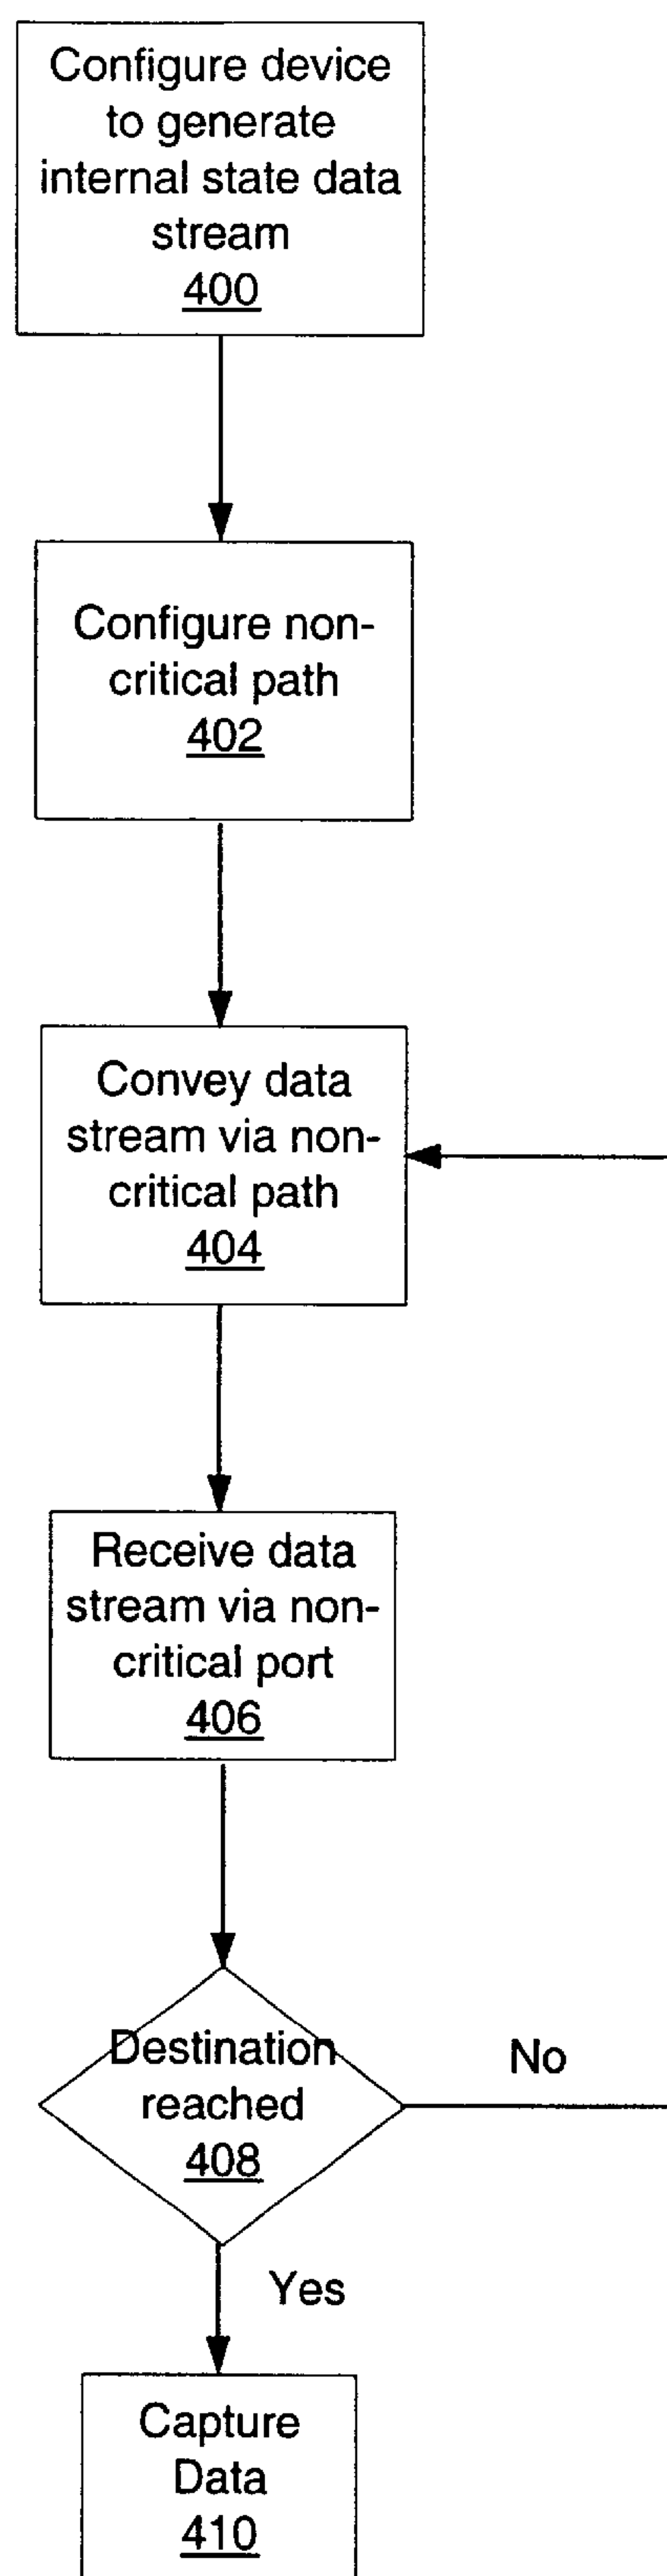 Configure device
to generate
internal state data
stream
400
Configure non-
critical path
402
Convey data
stream via non-
critical path
404
Receive data
stream via non-
critical port
406
Destination
reached
408
No
Yes
Capture
Data
410